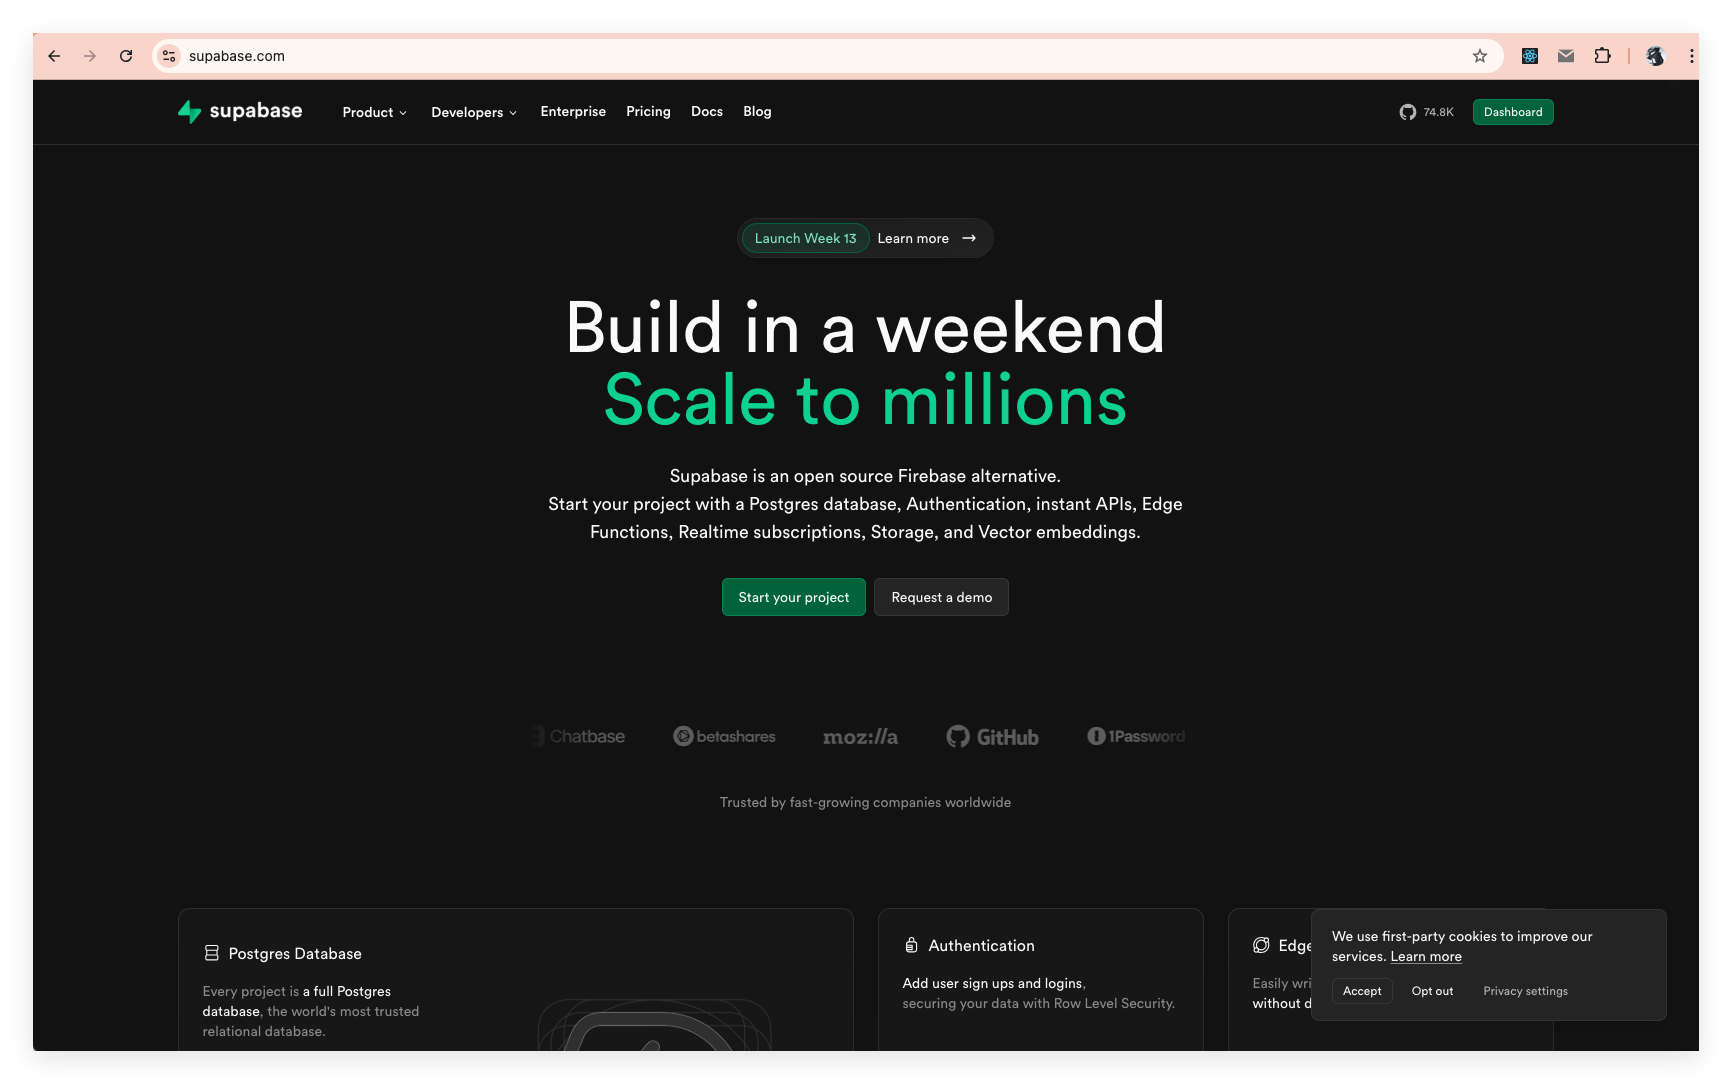 supabase.com
supabase
Product
Developers
Enterprise
Pricing
Docs
Blog
74.8K
Dashboard
Launch Week 13 Learn more →
Build in a weekend
Scale to millions
Supabase is an open source Firebase alternative.
Start your project with a Postgres database, Authentication, instant APIs, Edge
Functions, Realtime subscriptions, Storage, and Vector embeddings.
Start your project
Request a demo
Chatbase
betashares
moz://a
GitHub
1Password
Trusted by fast-growing companies worldwide
Postgres Database
Every project is a full Postgres
database, the world's most trusted
relational database.
Authentication
Add user sign ups and logins,
securing your data with Row Level Security.
Edge
Easily wri
without d
We use first-party cookies to improve our
services. Learn more
Accept
Opt out
Privacy settings